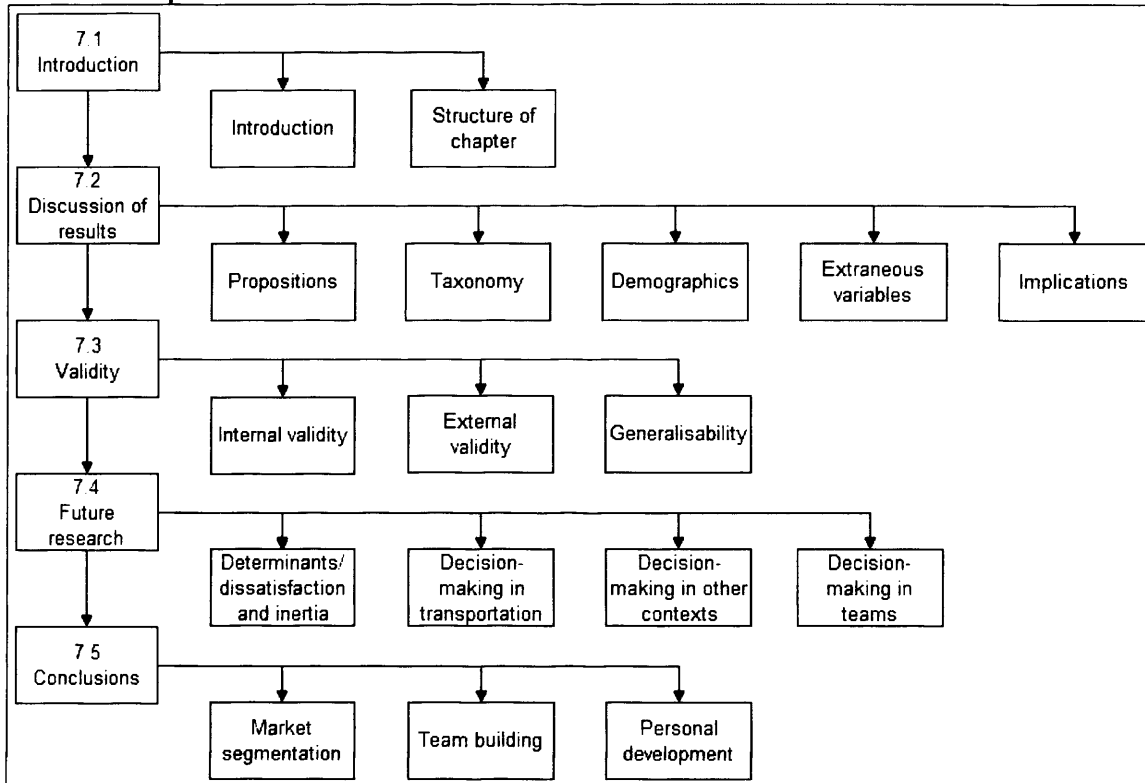 7.1
Introduction
Introduction
Structure of
chapter
7.2
Discussion of
results
Propositions
Taxonomy
Demographics
Extraneous
variables
Implications
7.3
Validity
Internal validity
External
validity
Generalisability
7.4
Future
research
Determinants/
dissatisfaction
and inertia
Decision-
making in
transportation
Decision-
making in other
contexts
Decision-
making in
teams
7 5
Conclusions
Market
segmentation
Team building
Personal
development